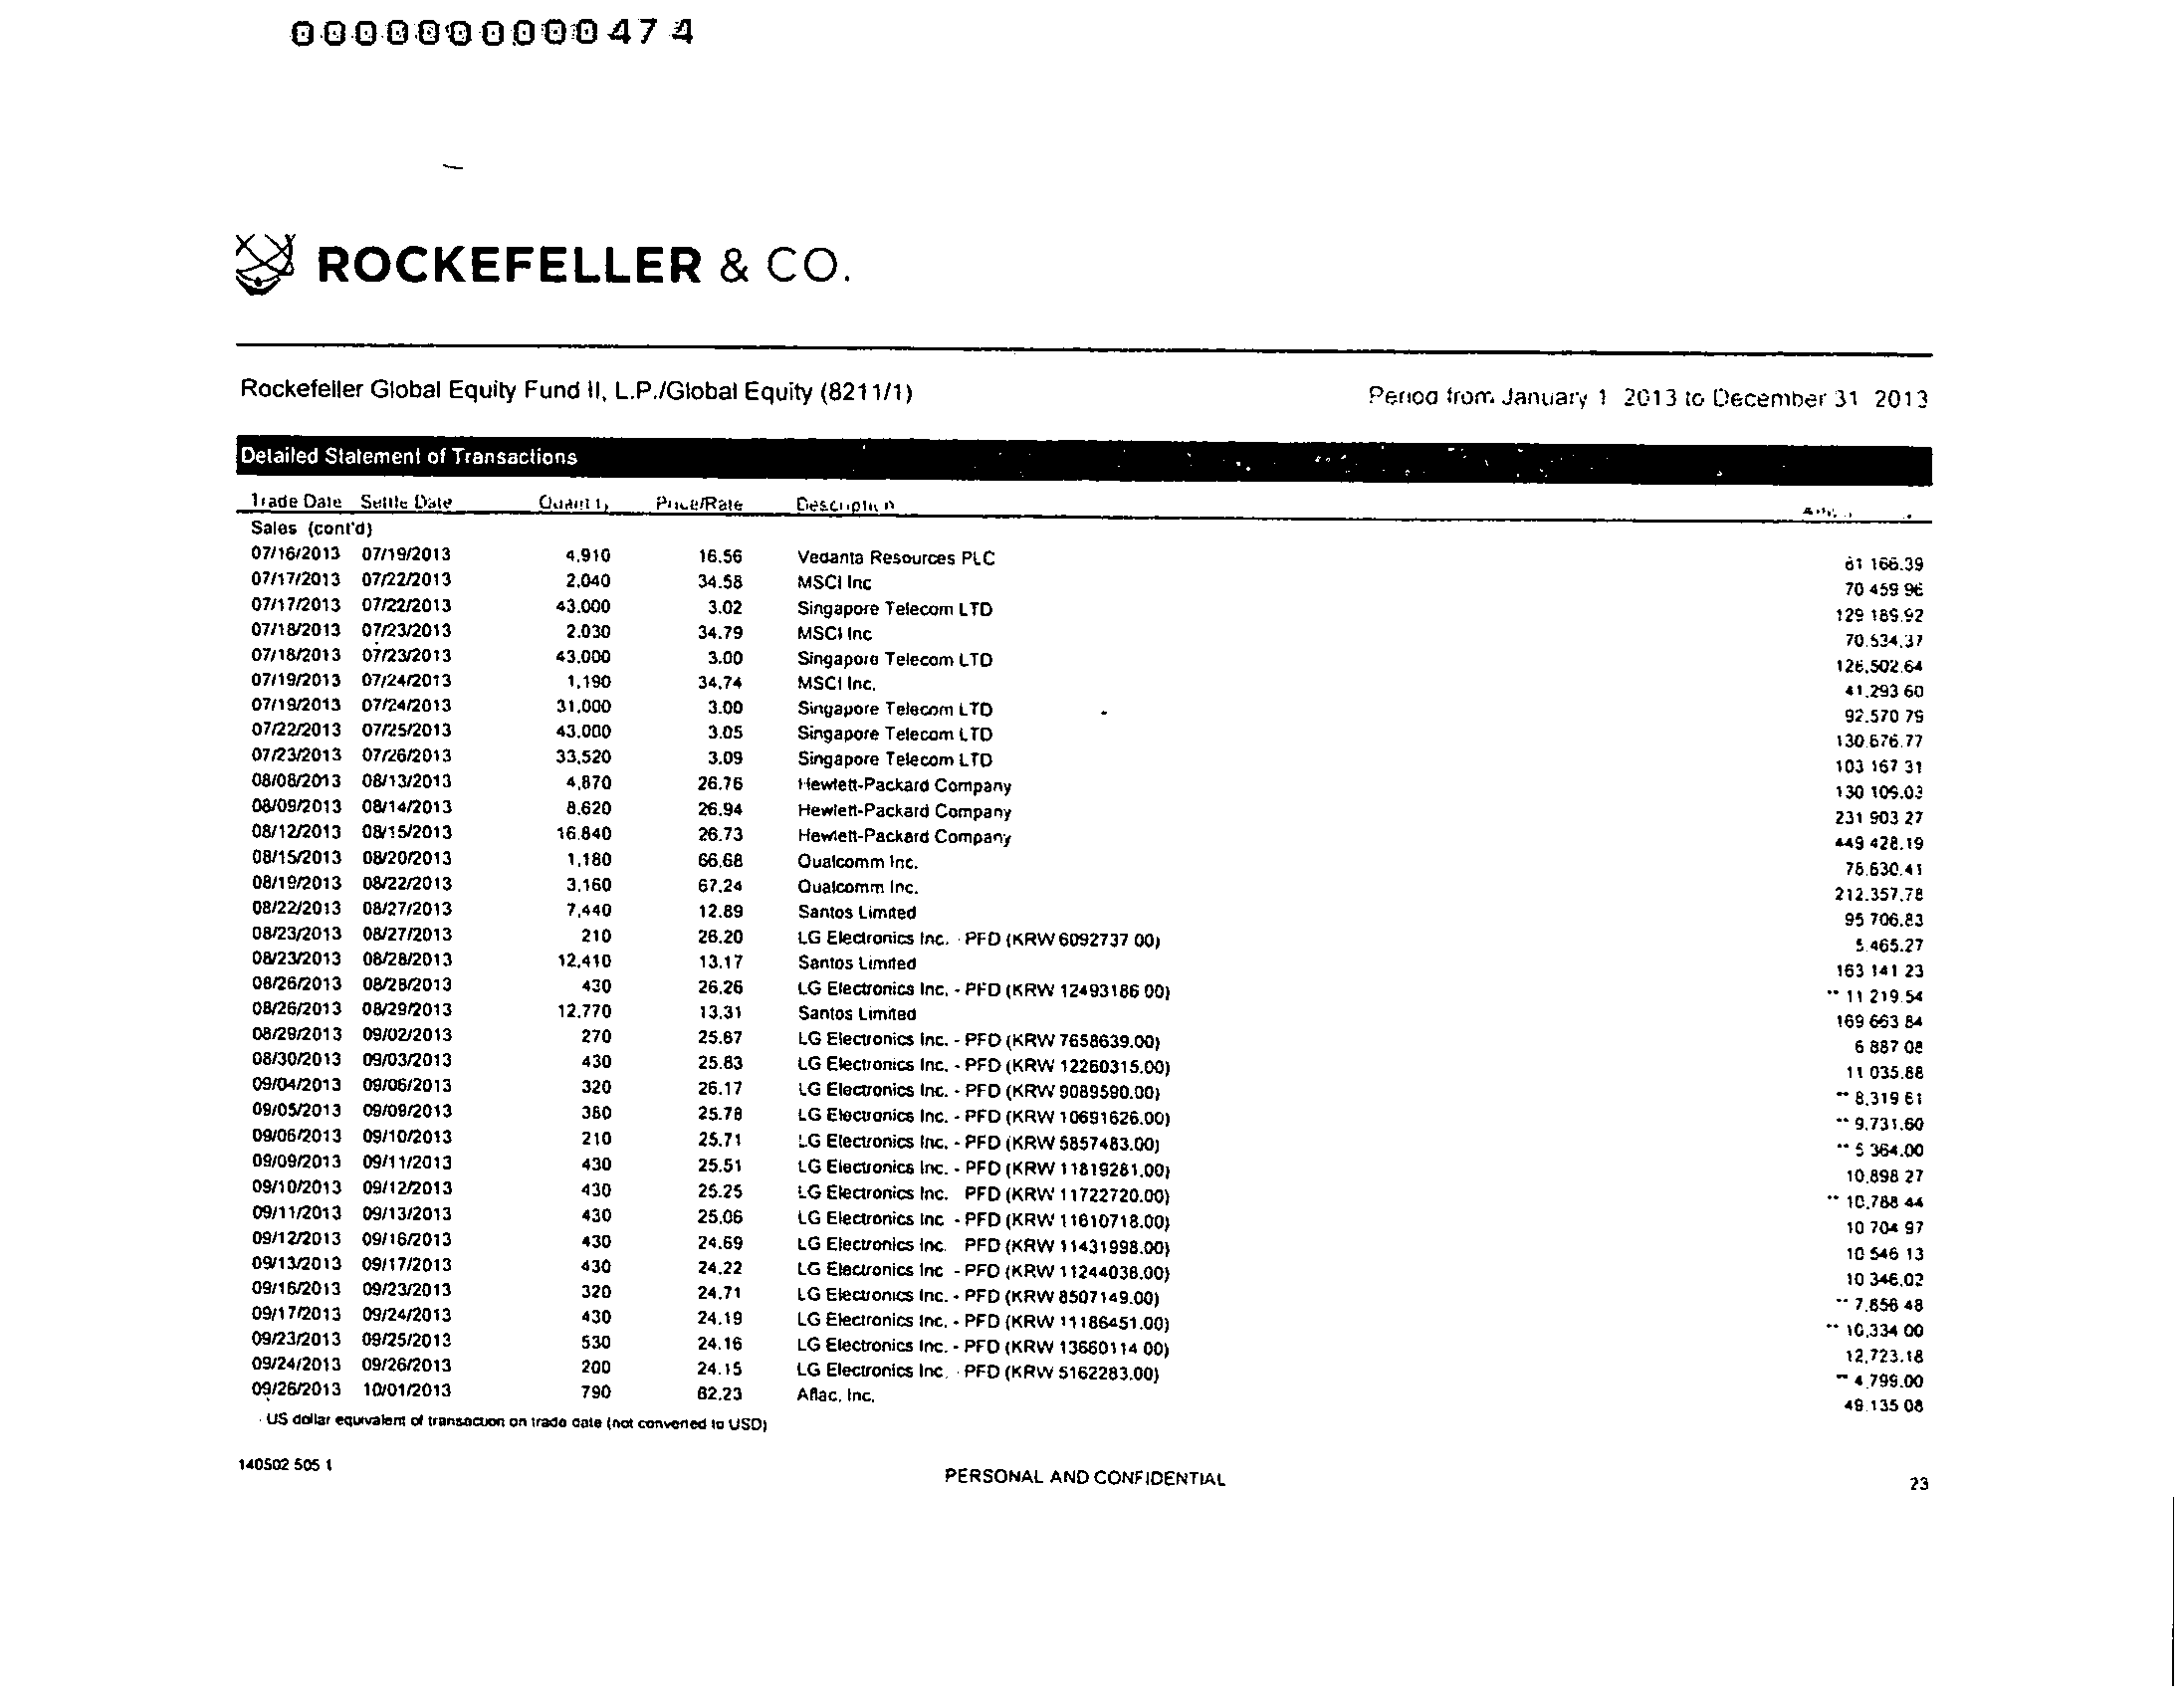 0000000000474
ROCKEFELLER & CO.
Rockefeller Global Equity Fund II, L.P./Global Equity (8211/1) Period from January 1 2013 to December 31 2013
Detailed Statement of Transactions
Trade Date Settle Date Quantity Price/Rate Description
Sales (cont'd)
07/16/2013 07/19/2013 4,910 16.56 Vedanta Resources PLC 81 166.39
07/17/2013 07/22/2013 2,040 34.58 MSCI Inc 70 459 96
07/17/2013 07/22/2013 43,000 3.02 Singapore Telecom LTD 129 189.92
07/18/2013 07/23/2013 2,030 34.79 MSCI Inc 70,534.37
07/18/2013 07/23/2013 43,000 3.00 Singapore Telecom LTD 128,502.64
07/19/2013 07/24/2013 1,190 34.74 MSCI Inc. 41,293 60
07/19/2013 07/24/2013 31,000 3.00 Singapore Telecom LTD 92,570 79
07/22/2013 07/25/2013 43,000 3.05 Singapore Telecom LTD 130,676.77
07/23/2013 07/26/2013 33,520 3.09 Singapore Telecom LTD 103 167 31
08/08/2013 08/13/2013 4,870 26.76 Hewlett-Packard Company 130 109.03
08/09/2013 08/14/2013 8,620 26.94 Hewlett-Packard Company 231 903 27
08/12/2013 08/15/2013 16,840 26.73 Hewlett-Packard Company 449 428.19
08/15/2013 08/20/2013 1,180 66.68 Qualcomm Inc. 78,630.41
08/19/2013 08/22/2013 3,160 67.24 Qualcomm Inc. 212,357.78
08/22/2013 08/27/2013 7,440 12.89 Santos Limited 95 706.83
08/23/2013 08/27/2013 210 26.20 LG Electronics Inc. - PFD (KRW 6092737 00) 5,465.27
08/23/2013 08/28/2013 12,410 13.17 Santos Limited 163 141 23
08/26/2013 08/28/2013 430 26.26 LG Electronics Inc. - PFD (KRW 12493186 00) ** 11 219.54
08/26/2013 08/29/2013 12,770 13.31 Santos Limited 169 663 84
08/29/2013 09/02/2013 270 25.67 LG Electronics Inc. - PFD (KRW 7658639.00) 6 887 08
08/30/2013 09/03/2013 430 25.83 LG Electronics Inc. - PFD (KRW 12260315.00) 11 035.88
09/04/2013 09/06/2013 320 26.17 LG Electronics Inc. - PFD (KRW 9089590.00) ** 8,319 61
09/05/2013 09/09/2013 380 25.78 LG Electronics Inc. - PFD (KRW 10691626.00) ** 9,731.60
09/06/2013 09/10/2013 210 25.71 LG Electronics Inc. - PFD (KRW 5857483.00) ** 5 364.00
09/09/2013 09/11/2013 430 25.51 LG Electronics Inc. - PFD (KRW 11819281.00) 10,898 27
09/10/2013 09/12/2013 430 25.25 LG Electronics Inc. PFD (KRW 11722720.00) ** 10,788 44
09/11/2013 09/13/2013 430 25.06 LG Electronics Inc - PFD (KRW 11610718.00) 10 704 97
09/12/2013 09/16/2013 430 24.69 LG Electronics Inc. PFD (KRW 11431998.00) 10 546 13
09/13/2013 09/17/2013 430 24.22 LG Electronics Inc - PFD (KRW 11244038.00) 10 346.02
09/16/2013 09/23/2013 320 24.71 LG Electronics Inc. - PFD (KRW 8507149.00) ** 7,858 48
09/17/2013 09/24/2013 430 24.19 LG Electronics Inc. - PFD (KRW 11186451.00) ** 10,334 00
09/23/2013 09/25/2013 530 24.16 LG Electronics Inc. - PFD (KRW 13660114 00) 12,723.18
09/24/2013 09/26/2013 200 24.15 LG Electronics Inc. - PFD (KRW 5162283.00) ** 4,799.00
09/26/2013 10/01/2013 790 62.23 Aflac, Inc. 49,135 08
US dollar equivalent of transaction on trade date (not converted to USD)
140502 505 1 PERSONAL AND CONFIDENTIAL 23